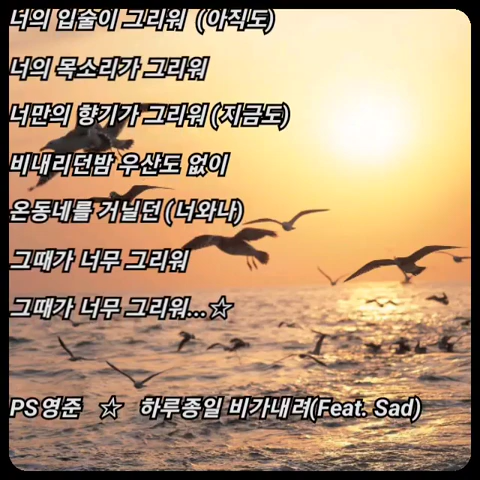 너의 입술이 그리워 (아직도)
너의 목소리가 그리워
너만의 향기가 그리워 (지금도)
비내리던밤 우산도 없이
온동네를 거닐던 (너와나)
그때가 너무 그리워
그때가 너무 그리워...☆
PS영준 ☆ 하루종일 비가내려(Feat. Sad)